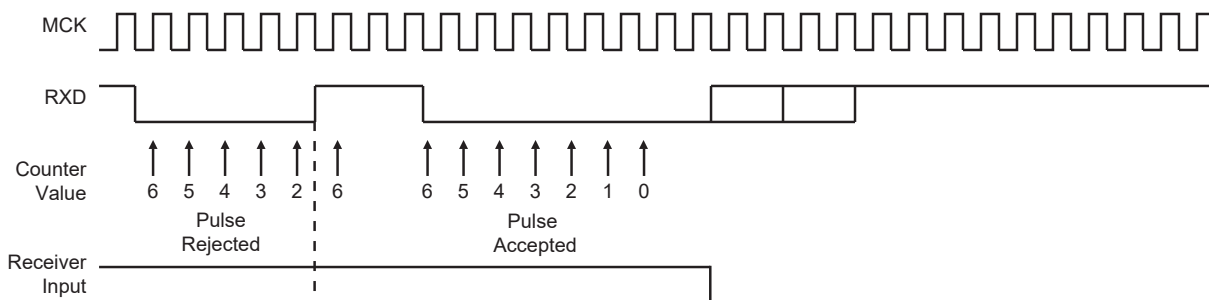 MCK
RXD
Counter
Value
6 5 4 3 2 6 6 5 4 3 2 1 0
Pulse
Rejected
Pulse
Accepted
Receiver
Input